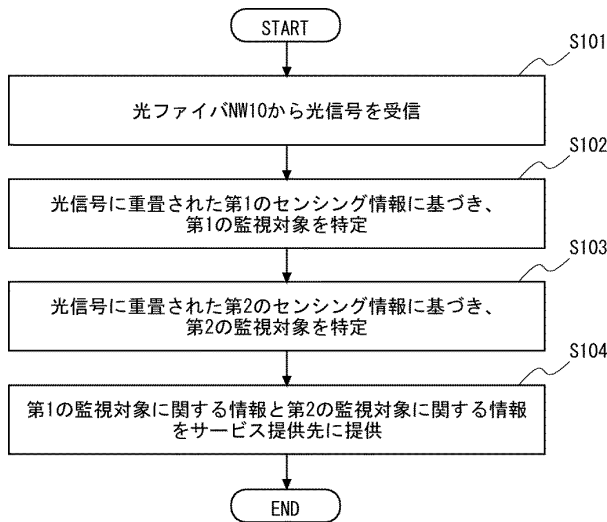 START
S101
光ファイバNW10から光信号を受信
S102
光信号に重畳された第1のセンシング情報に基づき、
第1の監視対象を特定
S103
光信号に重畳された第2のセンシング情報に基づき、
第2の監視対象を特定
S104
第1の監視対象に関する情報と第2の監視対象に関する情報
をサービス提供先に提供
END